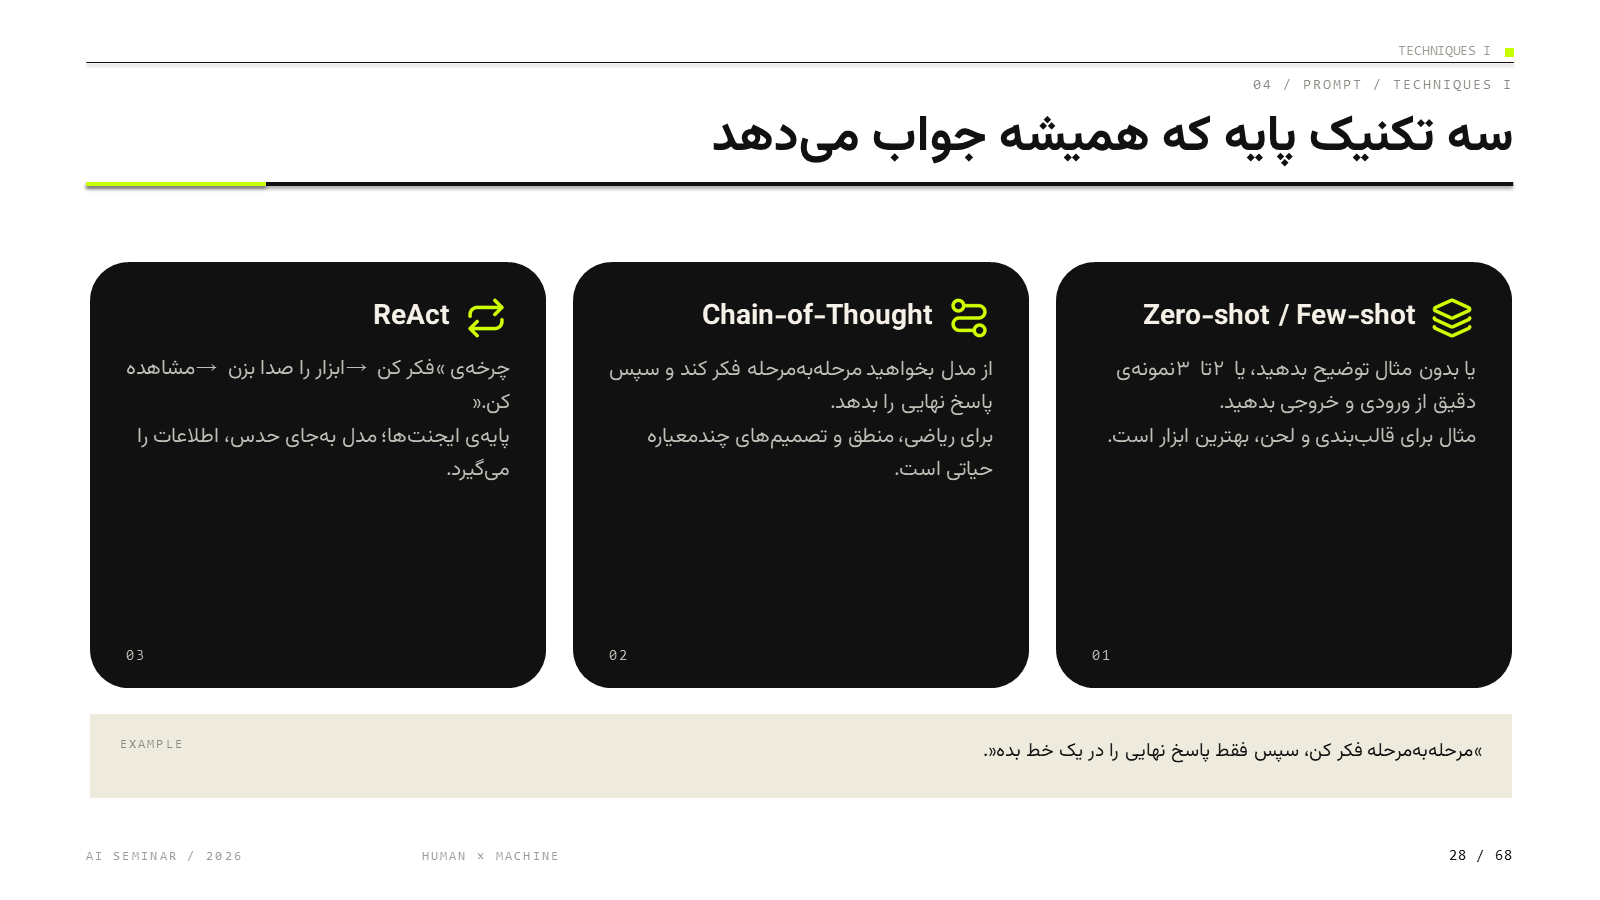 TECHNIQUES I
04 / PROMPT / TECHNIQUES I
سه تکنیک پایه که همیشه جواب می‌دهد
Zero-shot / Few-shot
یا بدون مثال توضیح بدهید، یا ۲تا ۳نمونه‌ی
دقیق از ورودی و خروجی بدهید.
مثال برای قالب‌بندی و لحن، بهترین ابزار است.
01
Chain-of-Thought
از مدل بخواهید مرحله‌به‌مرحله فکر کند و سپس
پاسخ نهایی را بدهد.
برای ریاضی، منطق و تصمیم‌های چندمعیاره
حیاتی است.
02
ReAct
چرخه‌ی «فکر کن →ابزار را صدا بزن →مشاهده
کن.»
پایه‌ی ایجنت‌ها؛ مدل به‌جای حدس، اطلاعات را
می‌گیرد.
03
«مرحله‌به‌مرحله فکر کن، سپس فقط پاسخ نهایی را در یک خط بده».
EXAMPLE
AI SEMINAR / 2026
HUMAN × MACHINE
28 / 68